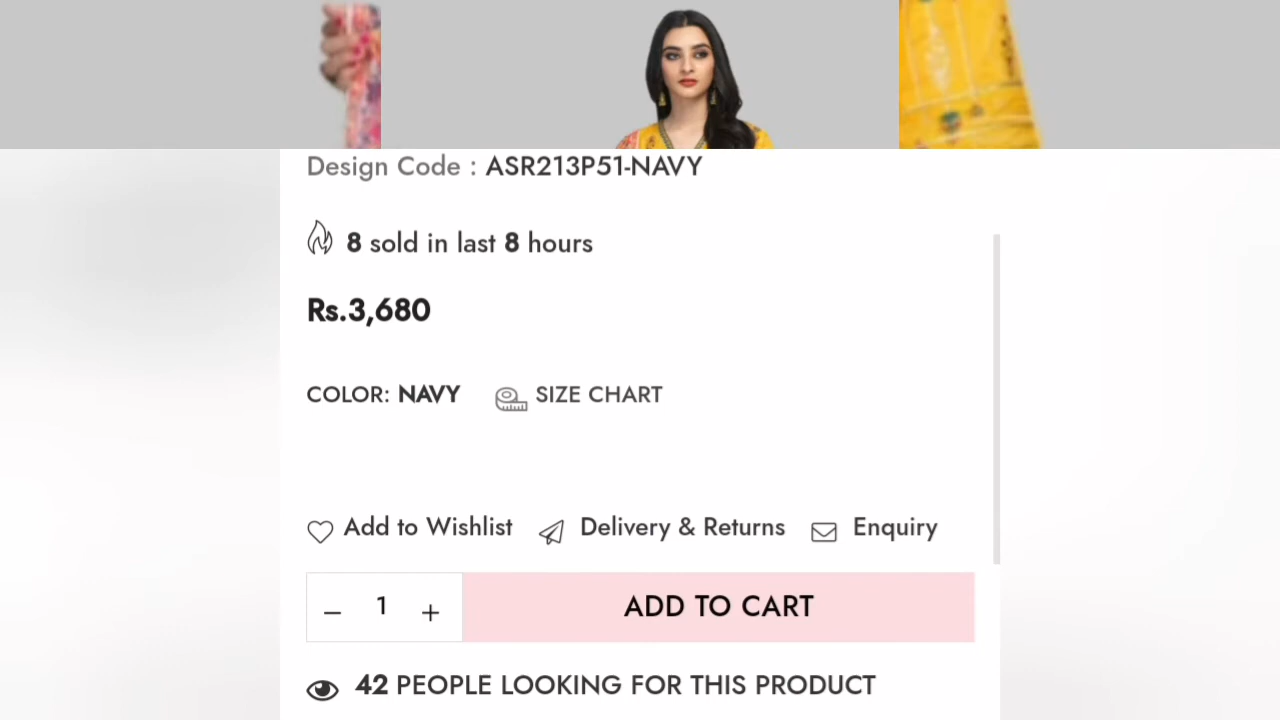 Design Code : ASR213P51-NAVY
8 sold in last 8 hours
Rs.3,680
COLOR: NAVY SIZE CHART
Add to Wishlist Delivery & Returns Enquiry
– 1 + ADD TO CART
42 PEOPLE LOOKING FOR THIS PRODUCT